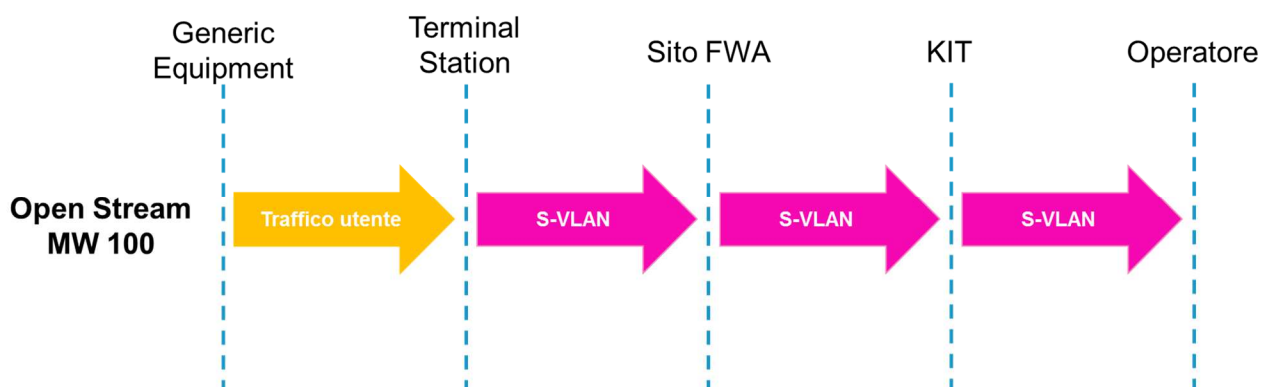 Generic
Equipment
Terminal
Station
Sito FWA
KIT
Operatore
Open Stream
MW 100
Traffico utente
S-VLAN
S-VLAN
S-VLAN